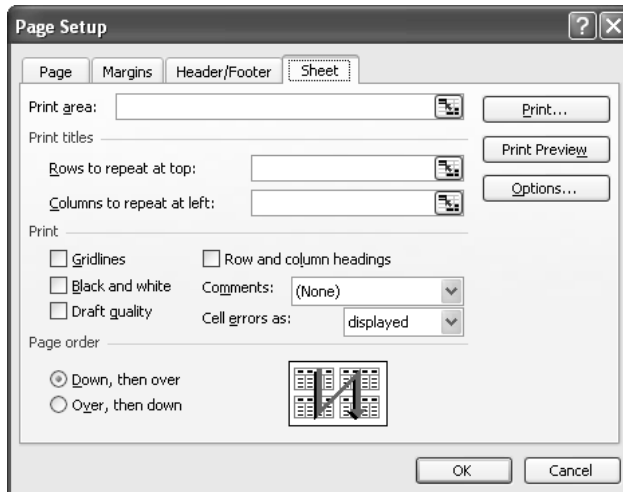 Page Setup
Page Margins Header/Footer Sheet
Print area:
Print...
Print titles
Print Preview
Rows to repeat at top:
Options...
Columns to repeat at left:
Print
Gridlines Row and column headings
Black and white Comments: (None)
Draft quality Cell errors as: displayed
Page order
Down, then over
Over, then down
OK Cancel